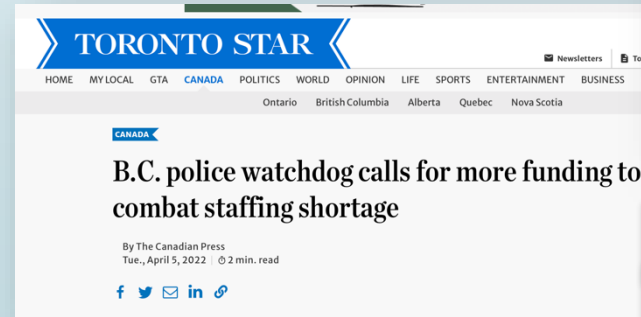 TORONTO STAR
Newsletters
HOME MY LOCAL GTA CANADA POLITICS WORLD OPINION LIFE SPORTS ENTERTAINMENT BUSINESS
Ontario British Columbia Alberta Quebec Nova Scotia
CANADA
B.C. police watchdog calls for more funding to
combat staffing shortage
By The Canadian Press
Tue., April 5, 2022 2 min. read